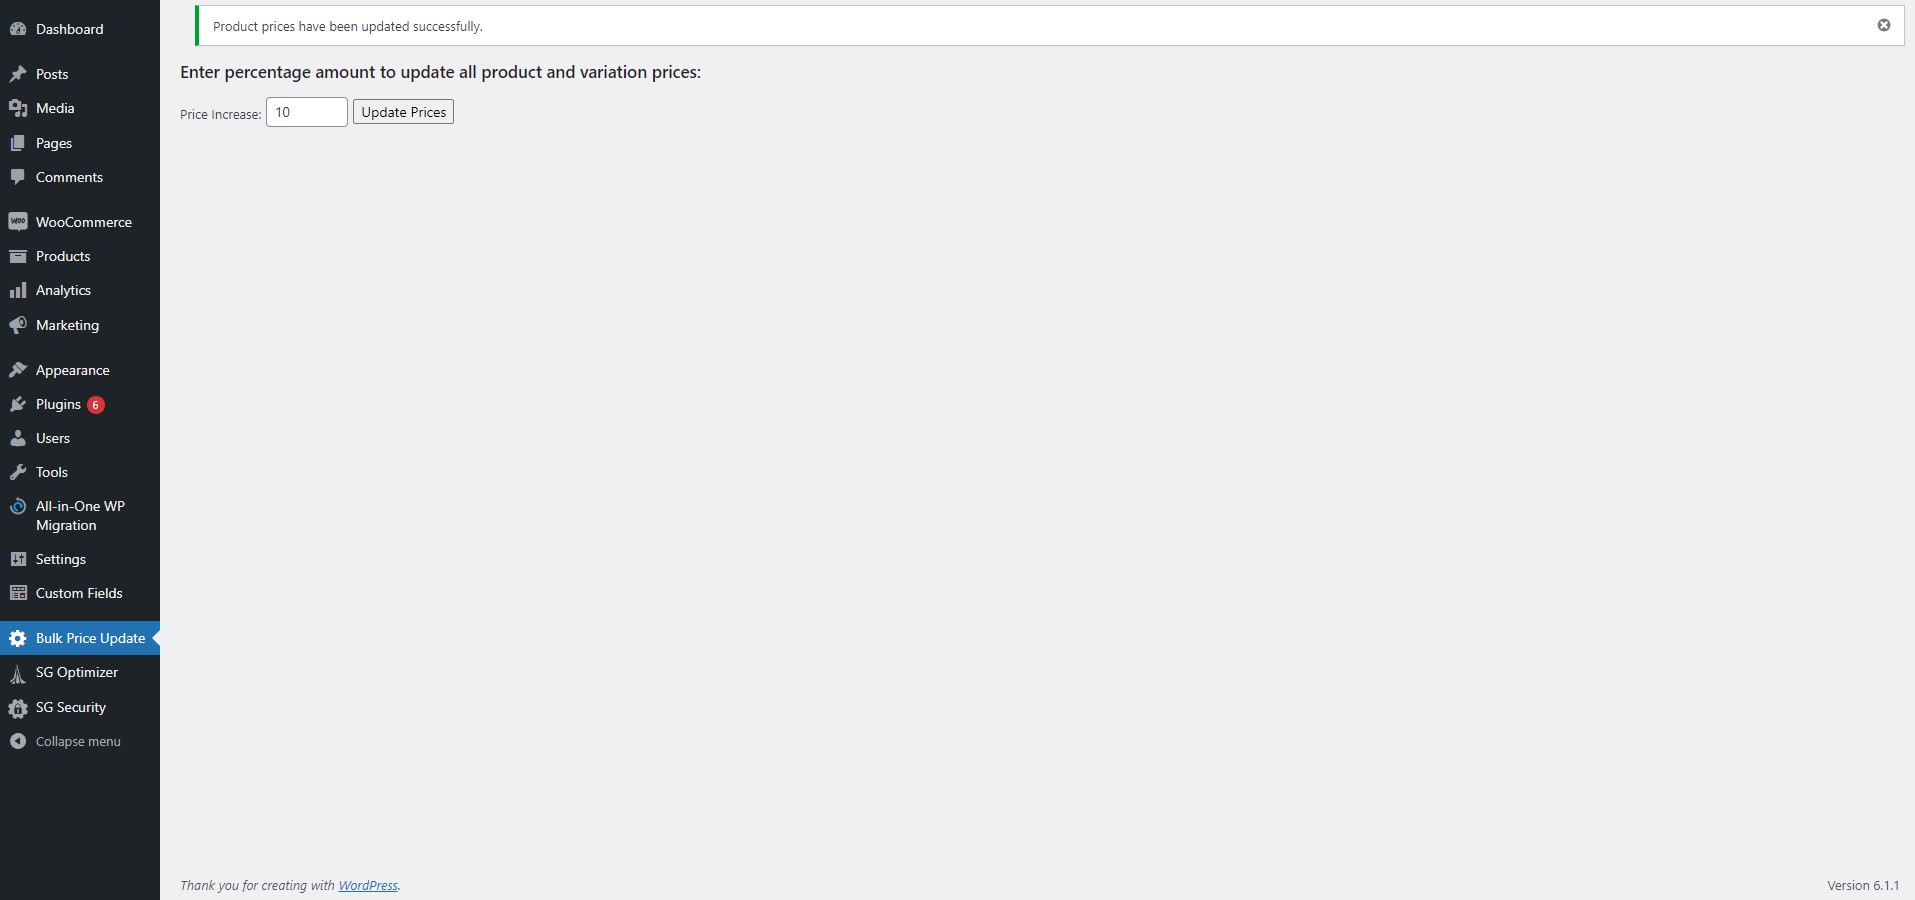 Dashboard
Posts
Media
Pages
Comments
WOO WooCommerce
Products
Analytics
Marketing
Appearance
Plugins 6
Users
Tools
All-in-One WP
Migration
Settings
Custom Fields
Bulk Price Update
SG Optimizer
SG Security
Collapse menu
Product prices have been updated successfully.
Enter percentage amount to update all product and variation prices:
Price Increase: 10 Update Prices
Thank you for creating with WordPress.
Version 6.1.1